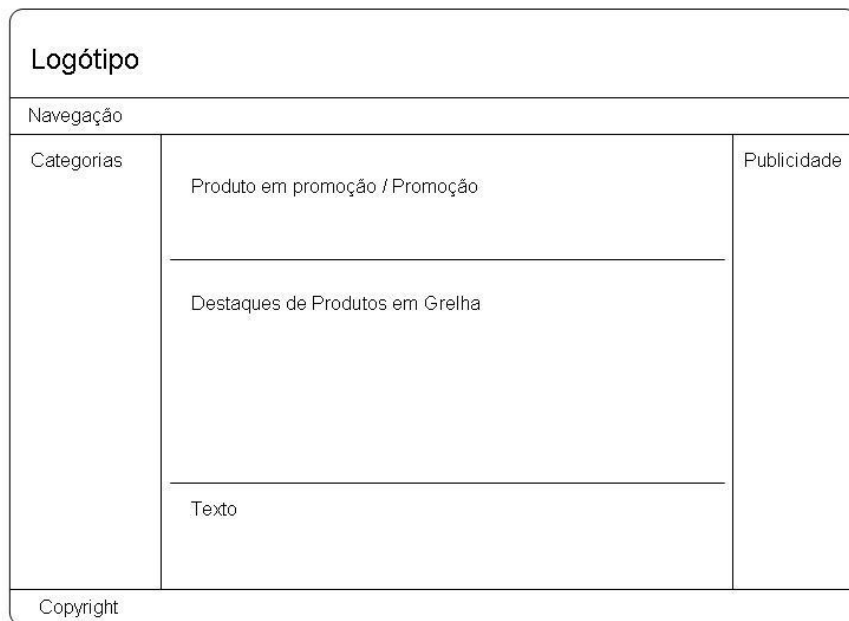 Logótipo
Navegação
Categorias
Produto em promoção / Promoção
Destaques de Produtos em Grelha
Texto
Publicidade
Copyright